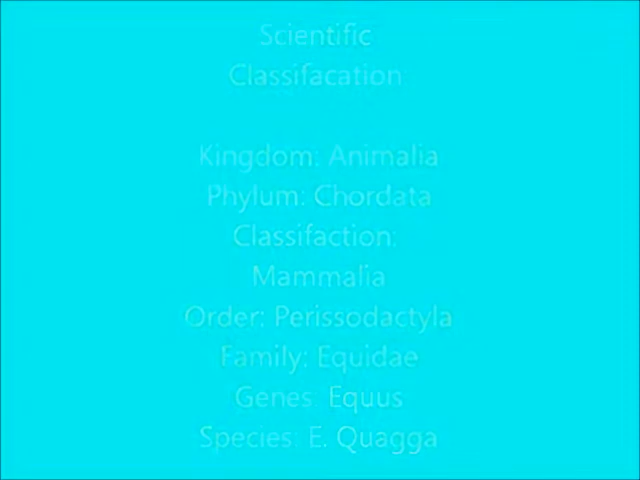 Scientific
Classifacation
Kingdom: Animalia
Phylum: Chordata
Classifaction:
Mammalia
Order: Perissodactyla
Family: Equidae
Genes: Equus
Species: E. Quagga